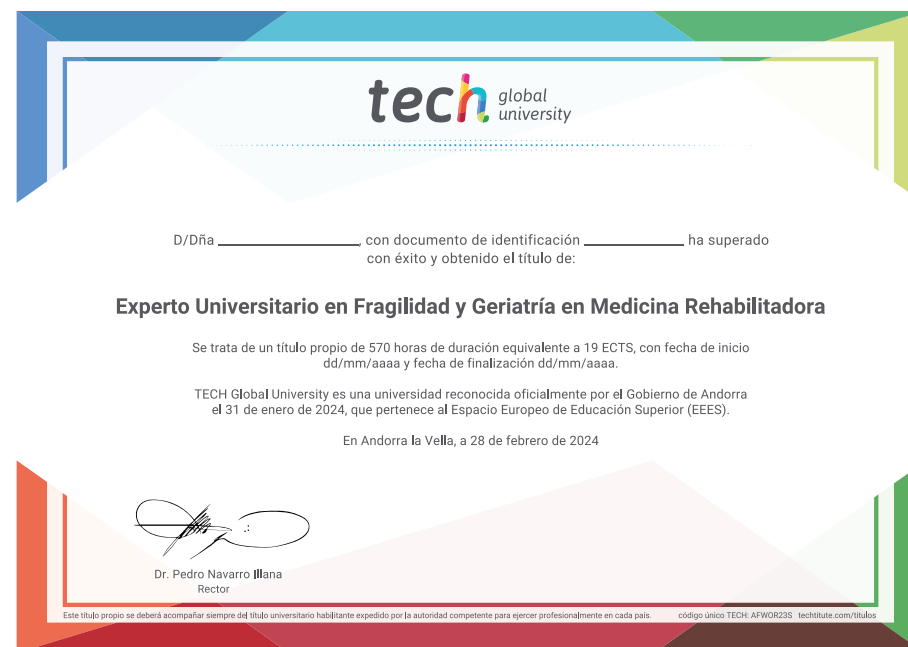 tech global university
D/Dña ______________________, con documento de identificación ________________ ha superado
con éxito y obtenido el título de:
Experto Universitario en Fragilidad y Geriatría en Medicina Rehabilitadora
Se trata de un título propio de 570 horas de duración equivalente a 19 ECTS, con fecha de inicio
dd/mm/aaaa y fecha de finalización dd/mm/aaaa.
TECH Global University es una universidad reconocida oficialmente por el Gobierno de Andorra
el 31 de enero de 2024, que pertenece al Espacio Europeo de Educación Superior (EEES).
En Andorra la Vella, a 28 de febrero de 2024
Dr. Pedro Navarro Illana
Rector
Este título propio se deberá acompañar siempre del título universitario habilitante expedido por la autoridad competente para ejercer profesionalmente en cada país. código único TECH: AFWOR23S techtitute.com/titulos